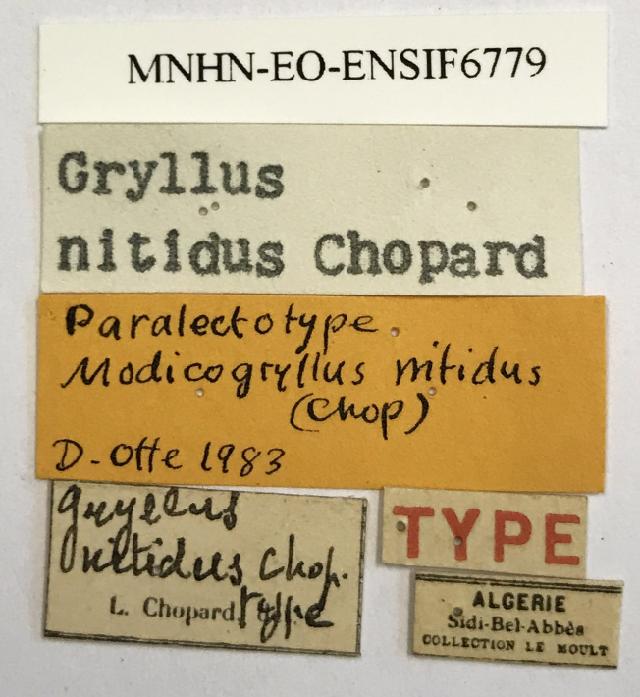 MNHN-EO-ENSIF6779
Gryllus
nitidus Chopard
Paralectotype
Modicogryllus nitidus
(Chop)
D. Otte 1983
Gryllus
nitidus Chop.
L. Chopard type
TYPE
ALGERIE
Sidi-Bel-Abbès
COLLECTION LE MOULT